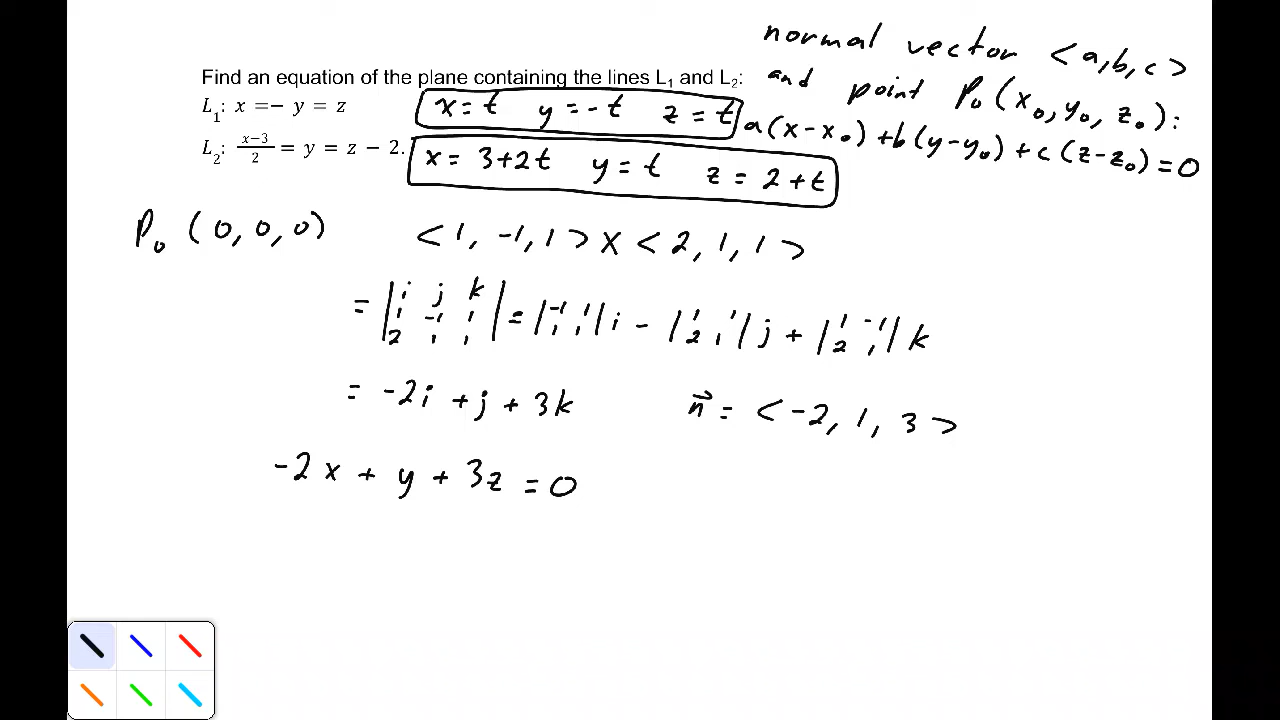 normal vector <a,b,c>
Find an equation of the plane containing the lines L₁ and L₂: and point P₀(x₀,y₀,z₀):
L₁: x =− y = z x=t y=-t z=t a(x-x₀)+b(y-y₀)+c(z-z₀)=0
L₂: (x−3)/2 = y = z − 2. x= 3+2t y=t z=2+t
P₀ (0,0,0) <1,-1,1> x <2,1,1>
= |i j k; 1 -1 1; 2 1 1| = |-1 1; 1 1| i - |1 1; 2 1| j + |1 -1; 2 1| k
= -2i +j + 3k n⃗ = <-2, 1, 3>
-2x + y + 3z = 0